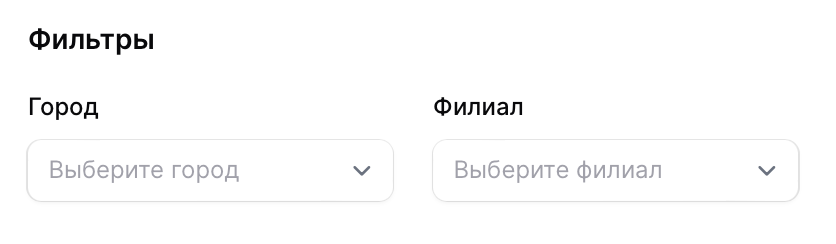 Фильтры
Город
Филиал
Выберите город
Выберите филиал